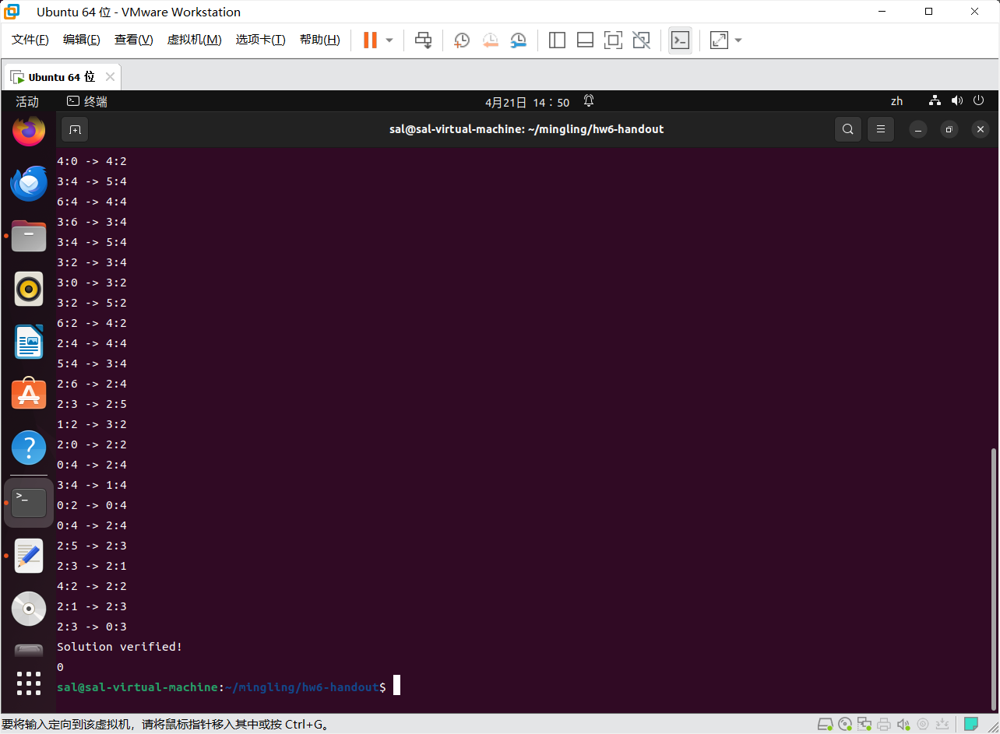 Ubuntu 64 位 - VMware Workstation
文件(F) 编辑(E) 查看(V) 虚拟机(M) 选项卡(T) 帮助(H)
Ubuntu 64 位
活动 终端 4月21日 14：50 zh
sal@sal-virtual-machine: ~/mingling/hw6-handout
4:0 -> 4:2
3:4 -> 5:4
6:4 -> 4:4
3:6 -> 3:4
3:4 -> 5:4
3:2 -> 3:4
3:0 -> 3:2
3:2 -> 5:2
6:2 -> 4:2
2:4 -> 4:4
5:4 -> 3:4
2:6 -> 2:4
2:3 -> 2:5
1:2 -> 3:2
2:0 -> 2:2
0:4 -> 2:4
3:4 -> 1:4
0:2 -> 0:4
0:4 -> 2:4
2:5 -> 2:3
2:3 -> 2:1
4:2 -> 2:2
2:1 -> 2:3
2:3 -> 0:3
Solution verified!
0
sal@sal-virtual-machine:~/mingling/hw6-handout$
要将输入定向到该虚拟机，请将鼠标指针移入其中或按 Ctrl+G。